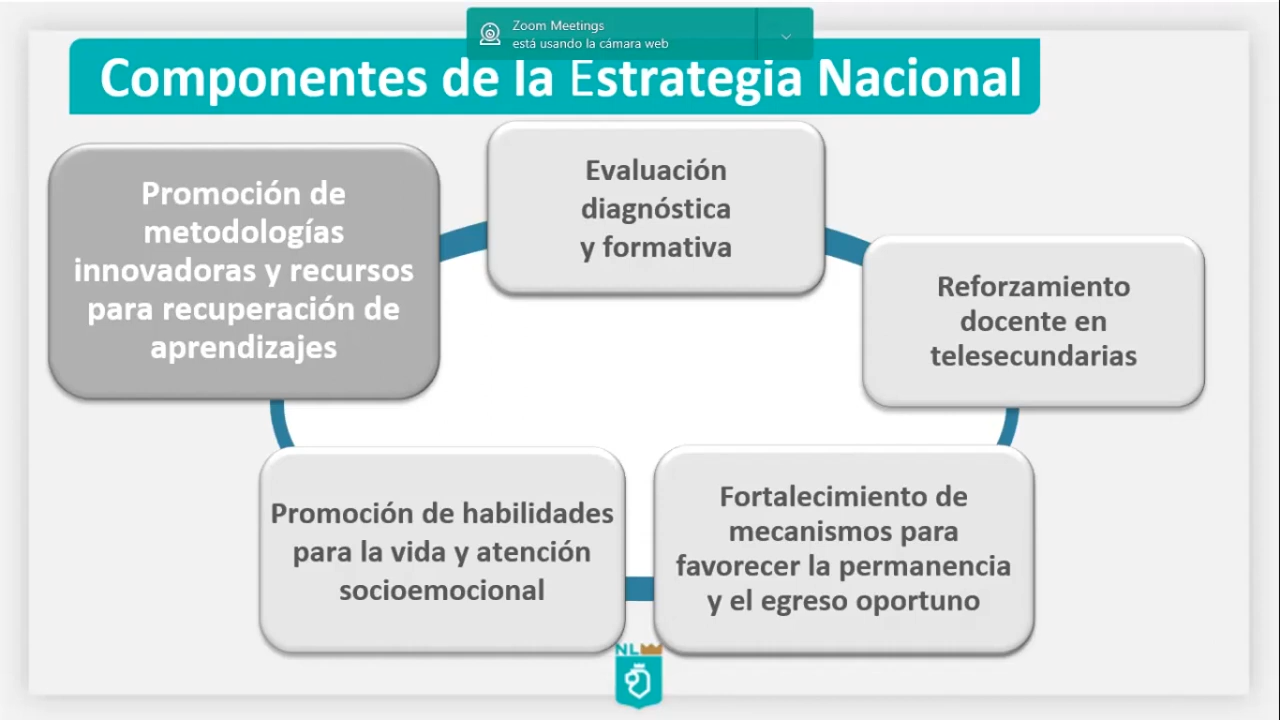 Zoom Meetings
está usando la cámara web
Componentes de la Estrategia Nacional
Promoción de
metodologías
innovadoras y recursos
para recuperación de
aprendizajes
Evaluación
diagnóstica
y formativa
Reforzamiento
docente en
telesecundarias
Promoción de habilidades
para la vida y atención
socioemocional
Fortalecimiento de
mecanismos para
favorecer la permanencia
y el egreso oportuno
NL